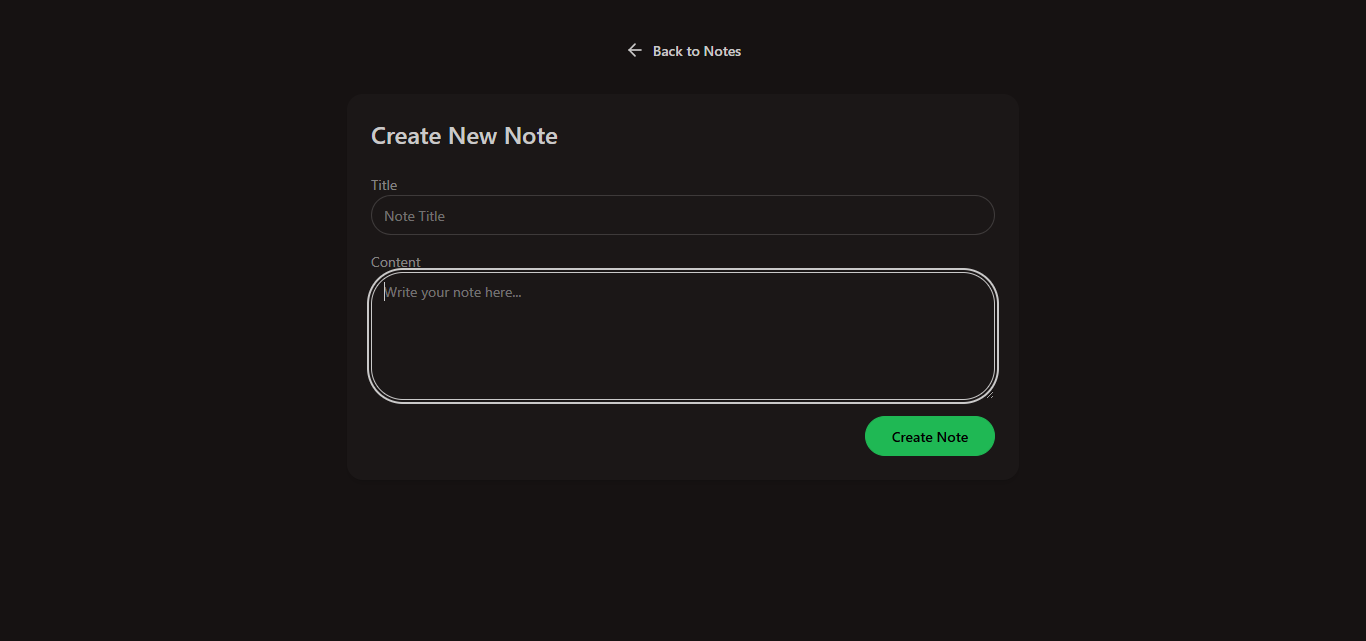 Back to Notes
Create New Note
Title
Note Title
Content
Write your note here...
Create Note